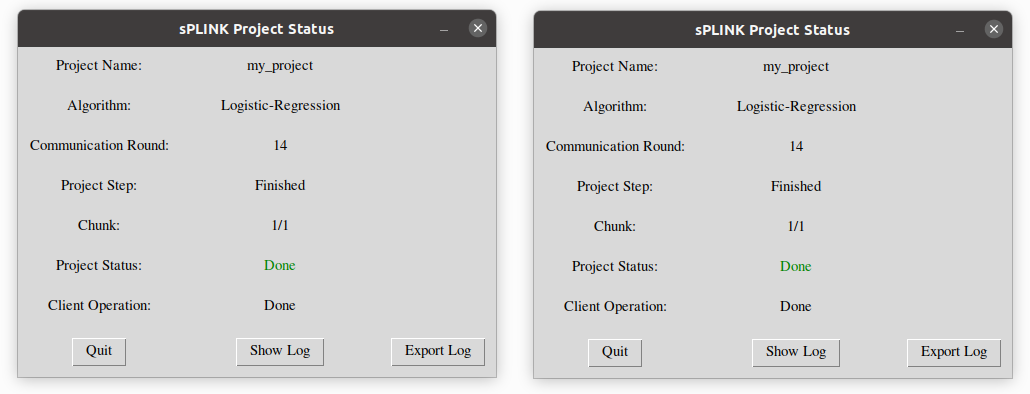 sPLINK Project Status
Project Name: my_project
Algorithm: Logistic-Regression
Communication Round: 14
Project Step: Finished
Chunk: 1/1
Project Status: Done
Client Operation: Done
Quit Show Log Export Log
sPLINK Project Status
Project Name: my_project
Algorithm: Logistic-Regression
Communication Round: 14
Project Step: Finished
Chunk: 1/1
Project Status: Done
Client Operation: Done
Quit Show Log Export Log